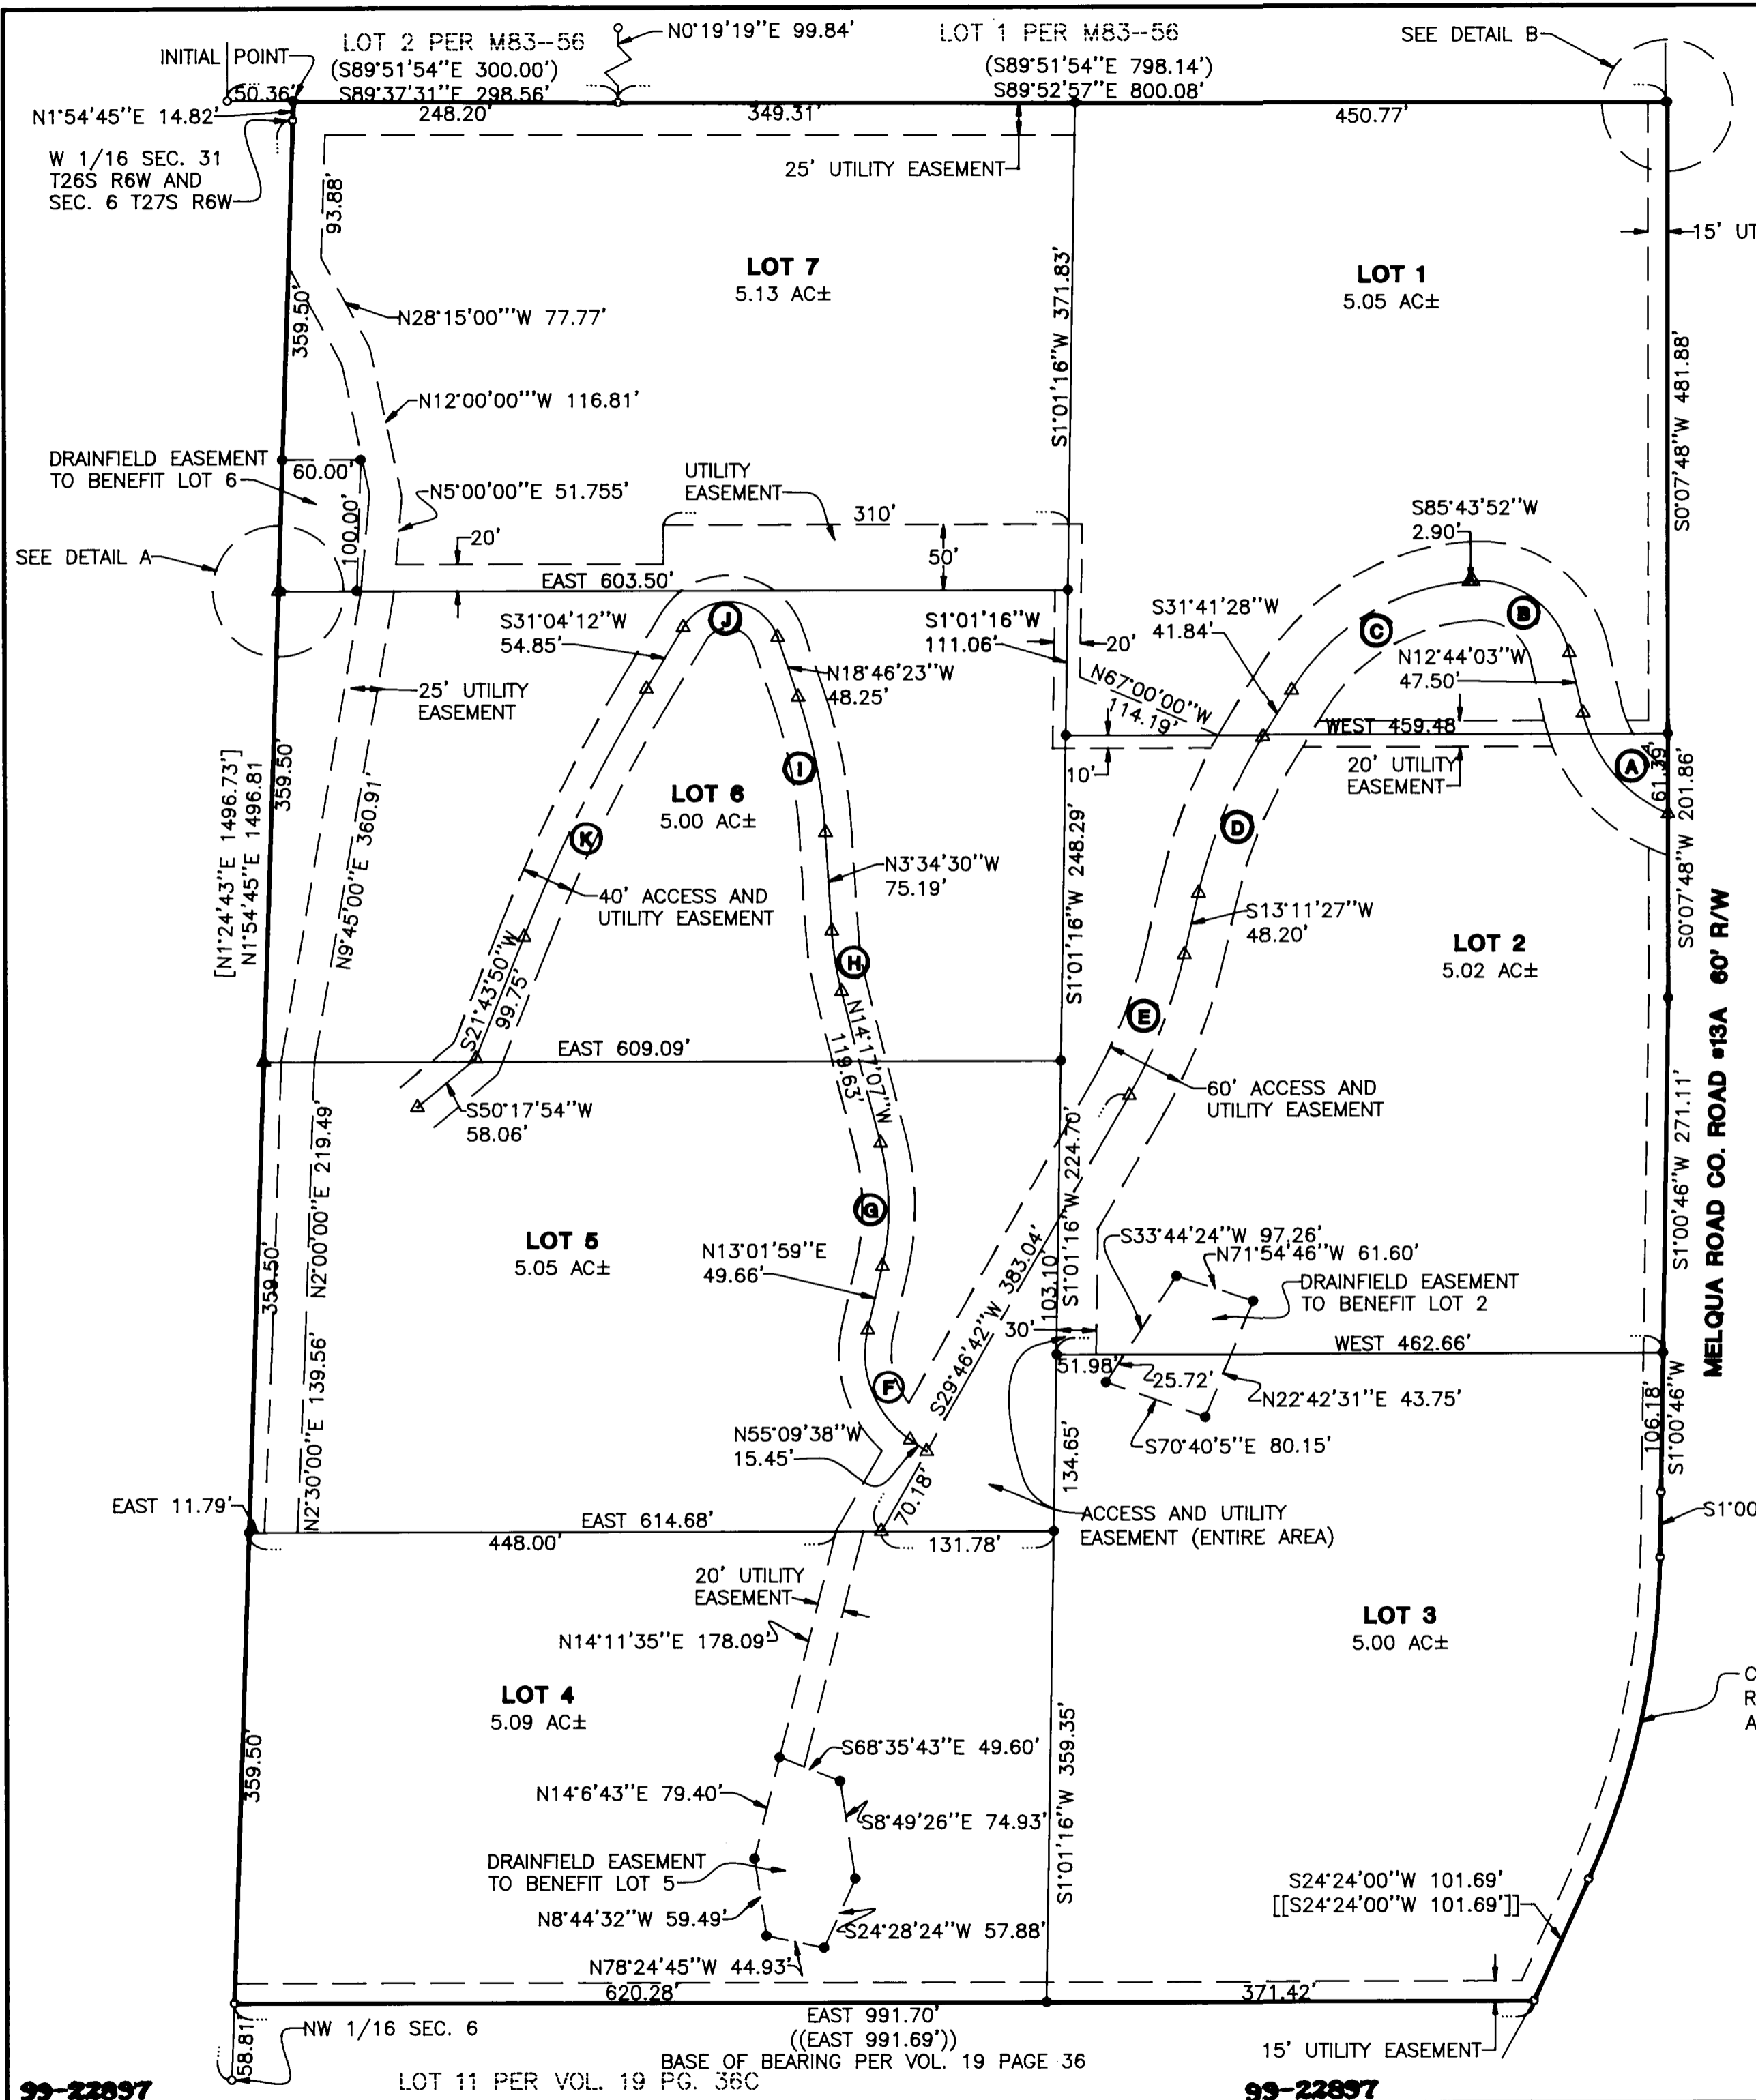 LOT 2 PER M83--56
N0°19'19"E 99.84'
LOT 1 PER M83--56
SEE DETAIL B
INITIAL POINT
(S89°51'54"E 300.00')
(S89°51'54"E 798.14')
50.36'
S89°37'31"E 298.56'
S89°52'57"E 800.08'
N1°54'45"E 14.82'
248.20'
349.31'
450.77'
W 1/16 SEC. 31
T26S R6W AND
SEC. 6 T27S R6W
25' UTILITY EASEMENT
93.88'
15' UT
LOT 7
5.13 AC±
LOT 1
5.05 AC±
359.50'
N28°15'00'"W 77.77'
S1°01'16"W 371.83'
S0°07'48"W 481.88'
N12°00'00'"W 116.81'
DRAINFIELD EASEMENT
TO BENEFIT LOT 6
60.00'
N5°00'00"E 51.755'
UTILITY
EASEMENT
310'
S85°43'52"W
2.90'
100.00'
20'
50'
SEE DETAIL A
EAST 603.50'
S31°04'12"W
54.85'
J
S1°01'16"W
111.06'
20'
S31°41'28"W
41.84'
C
B
N12°44'03"W
47.50'
N18°46'23"W
48.25'
N67°00'00"W
114.19'
25' UTILITY
EASEMENT
WEST 459.48
10'
20' UTILITY
EASEMENT
A
61.39'
S0°07'48"W 201.86"
359.50'
[N1°24'43"E 1496.73"]
N1°54'45"E 1496.81
N9°45'00"E 360.91'
LOT 6
5.00 AC±
I
K
D
N3°34'30"W
75.19'
40' ACCESS AND
UTILITY EASEMENT
S1°01'16"W 248.29'
S13°11'27"W
48.20'
LOT 2
5.02 AC±
H
S21°43'50"W
99.75'
N14°17'07"W
119.63'
E
EAST 609.09'
60' ACCESS AND
UTILITY EASEMENT
S50°17'54"W
58.06'
MELQUA ROAD CO. ROAD #13A 60' R/W
S1°00'46"W 271.11'
N2°00'00"E 219.49'
S1°01'16"W 224.70'
G
LOT 5
5.05 AC±
N13°01'59"E
49.66'
359.50'
S33°44'24"W 97.26'
N71°54'46"W 61.60'
DRAINFIELD EASEMENT
TO BENEFIT LOT 2
S29°46'42"W 383.04'
103.10'
30'
WEST 462.66'
51.98'
25.72'
N22°42'31"E 43.75'
S70°40'5"E 80.15'
F
N55°09'38"W
15.45'
N2°30'00"E 139.56'
134.65'
106.18'
S1°00'46"W
70.18'
EAST 11.79'
EAST 614.68'
448.00'
131.78'
ACCESS AND UTILITY
EASEMENT (ENTIRE AREA)
S1°00
20' UTILITY
EASEMENT
N14°11'35"E 178.09'
LOT 3
5.00 AC±
LOT 4
5.09 AC±
C
R
A
359.50'
S1°01'16"W 359.35'
S68°35'43"E 49.60'
N14°6'43"E 79.40'
S8°49'26"E 74.93'
DRAINFIELD EASEMENT
TO BENEFIT LOT 5
N8°44'32"W 59.49'
S24°28'24"W 57.88'
S24°24'00"W 101.69'
[[S24°24'00"W 101.69']]
N78°24'45"W 44.93'
620.28'
371.42'
EAST 991.70'
((EAST 991.69'))
BASE OF BEARING PER VOL. 19 PAGE 36
NW 1/16 SEC. 6
58.81'
15' UTILITY EASEMENT
LOT 11 PER VOL. 19 PG. 36C
99-22897
99-22897